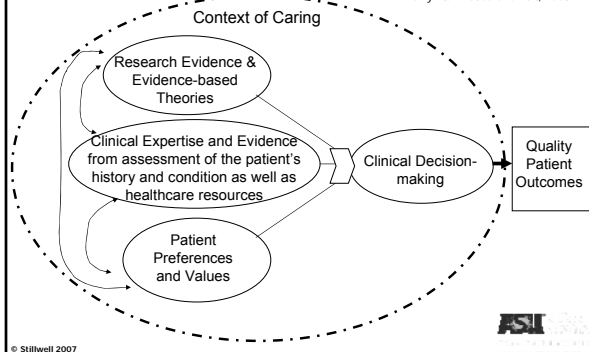 Context of Caring
Research Evidence &
Evidence-based
Theories
Clinical Expertise and Evidence
from assessment of the patient's
history and condition as well as
healthcare resources
Clinical Decision-
making
Quality
Patient
Outcomes
Patient
Preferences
and Values
© Stillwell 2007